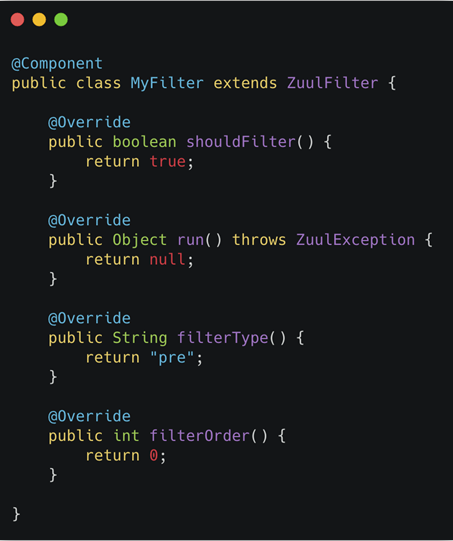 @Component
public class MyFilter extends ZuulFilter {
@Override
public boolean shouldFilter() {
return true;
}
@Override
public Object run() throws ZuulException {
return null;
}
@Override
public String filterType() {
return "pre";
}
@Override
public int filterOrder() {
return 0;
}
}